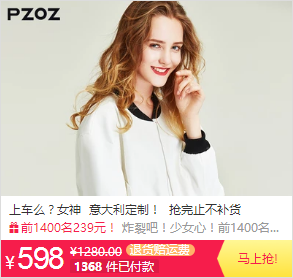 PZOZ
上车么？女神 意大利定制！ 抢完止不补货
前1400名239元！ 炸裂吧！少女心！前1400名...
¥598 ¥1280.00 退货赔运费
1368 件已付款
马上抢!